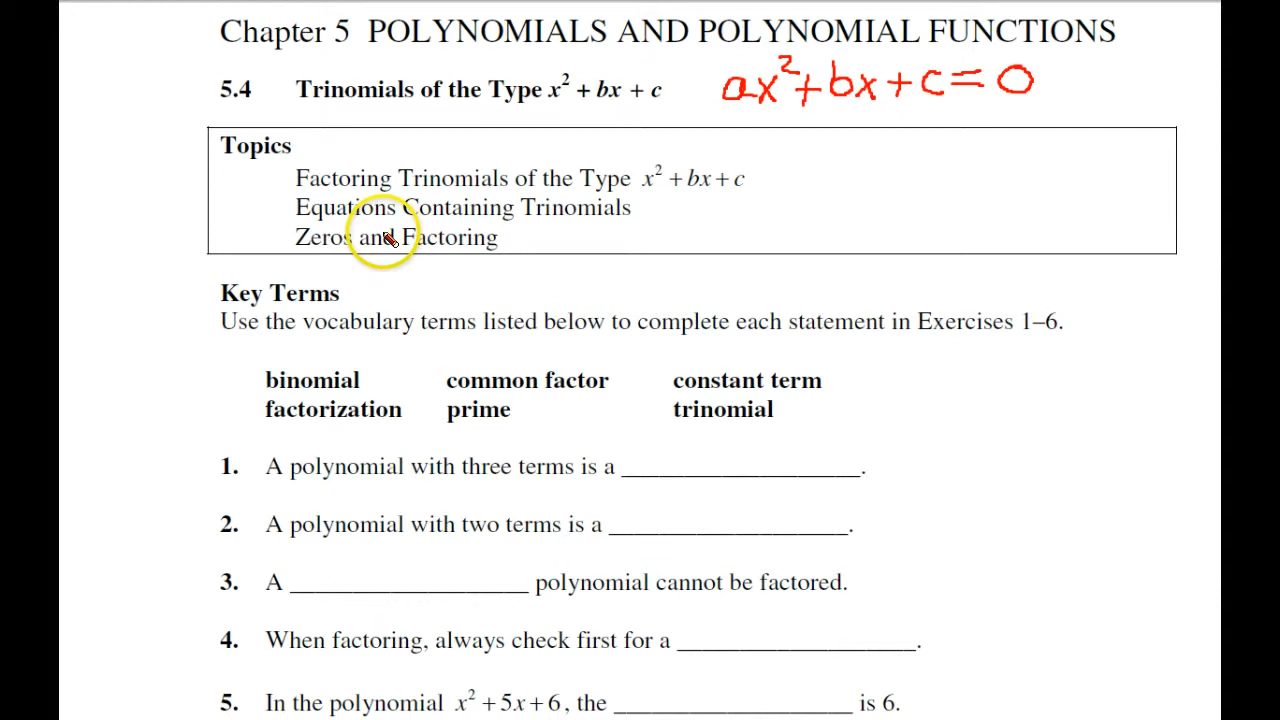 Chapter 5 POLYNOMIALS AND POLYNOMIAL FUNCTIONS
5.4 Trinomials of the Type x² + bx + c ax²+bx+c=0
Topics
Factoring Trinomials of the Type x² + bx + c
Equations Containing Trinomials
Zeros and Factoring
Key Terms
Use the vocabulary terms listed below to complete each statement in Exercises 1–6.
binomial common factor constant term
factorization prime trinomial
1. A polynomial with three terms is a ___________________.
2. A polynomial with two terms is a ___________________.
3. A ___________________ polynomial cannot be factored.
4. When factoring, always check first for a ___________________.
5. In the polynomial x² + 5x + 6, the ___________________ is 6.